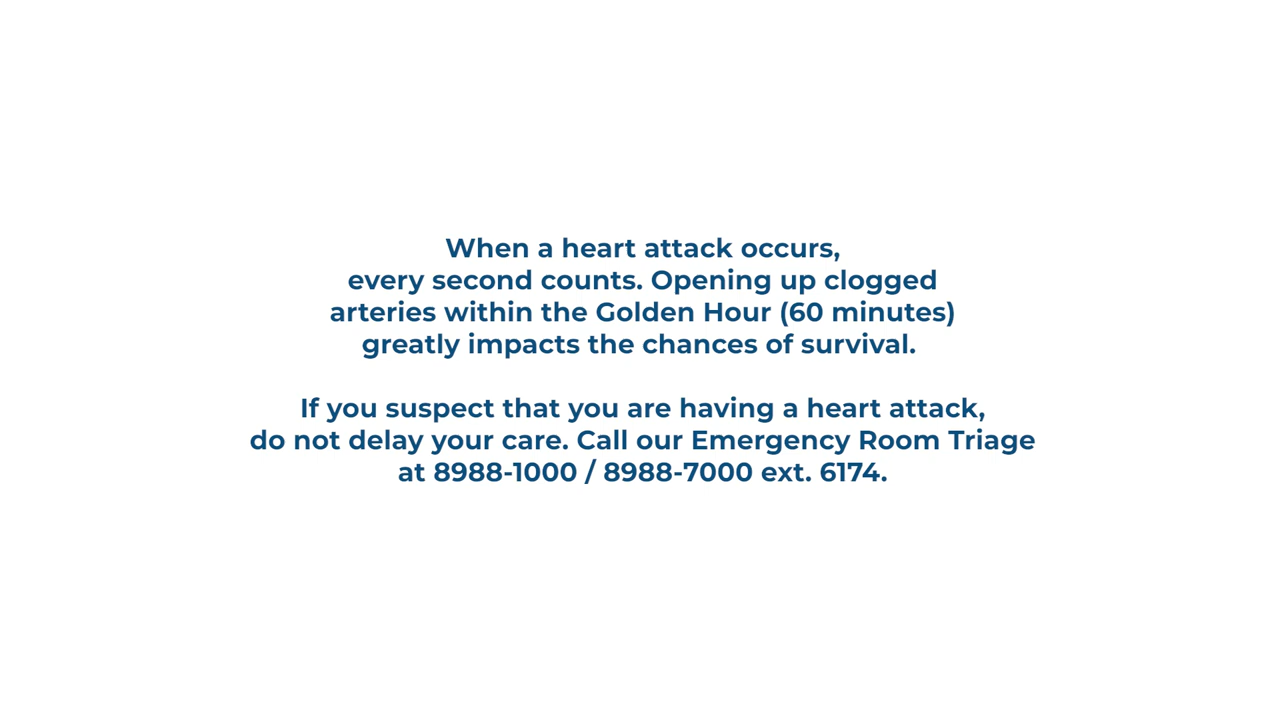 When a heart attack occurs,
every second counts. Opening up clogged
arteries within the Golden Hour (60 minutes)
greatly impacts the chances of survival.
If you suspect that you are having a heart attack,
do not delay your care. Call our Emergency Room Triage
at 8988-1000 / 8988-7000 ext. 6174.